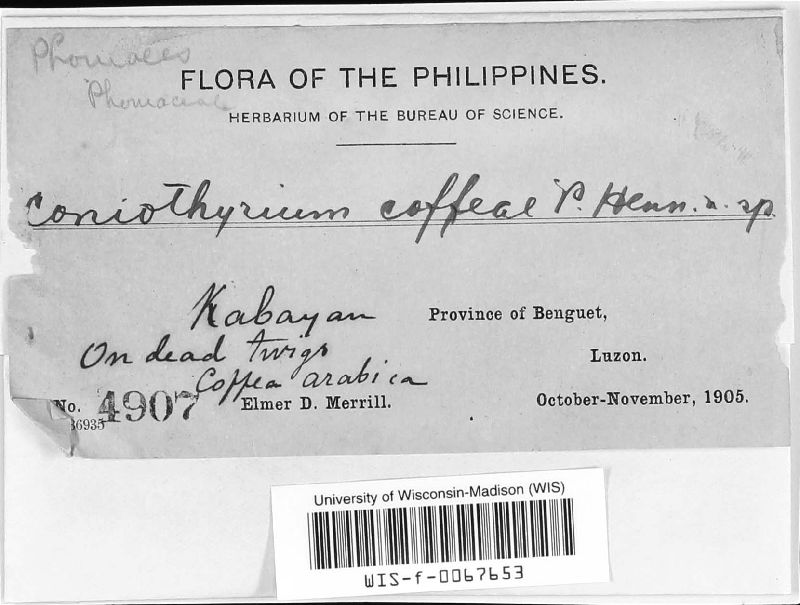 Phomales
Phomaceae
FLORA OF THE PHILIPPINES.
HERBARIUM OF THE BUREAU OF SCIENCE.
Coniothyrium coffeae P. Henn. n. sp.
Kabayan Province of Benguet,
On dead twigs Luzon.
Coffea arabica
No. 4907 Elmer D. Merrill. October-November, 1905.
36935
University of Wisconsin-Madison (WIS)
WIS-f-0067653